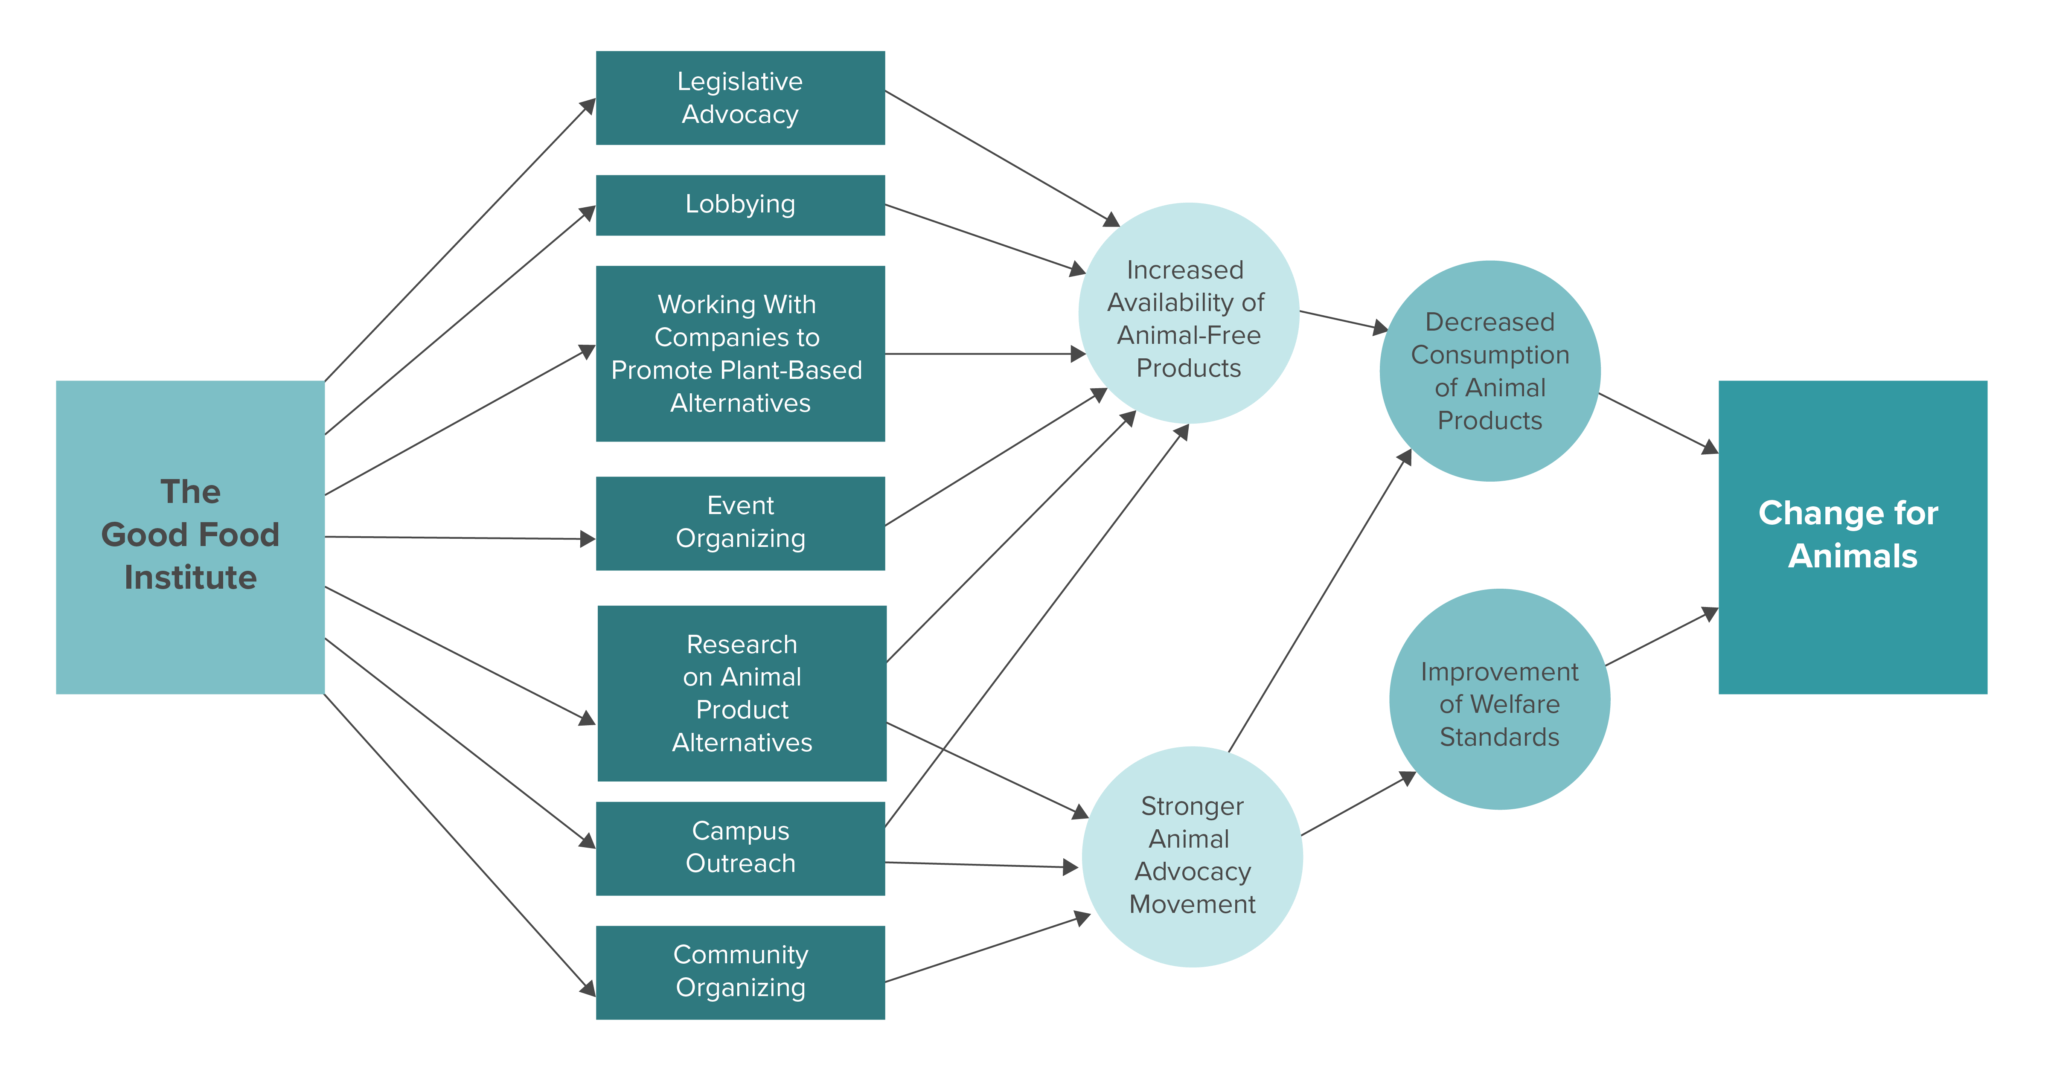 The
Good Food
Institute
Legislative
Advocacy
Lobbying
Working With
Companies to
Promote Plant-Based
Alternatives
Event
Organizing
Research
on Animal
Product
Alternatives
Campus
Outreach
Community
Organizing
Increased
Availability of
Animal-Free
Products
Stronger
Animal
Advocacy
Movement
Decreased
Consumption
of Animal
Products
Improvement
of Welfare
Standards
Change for
Animals